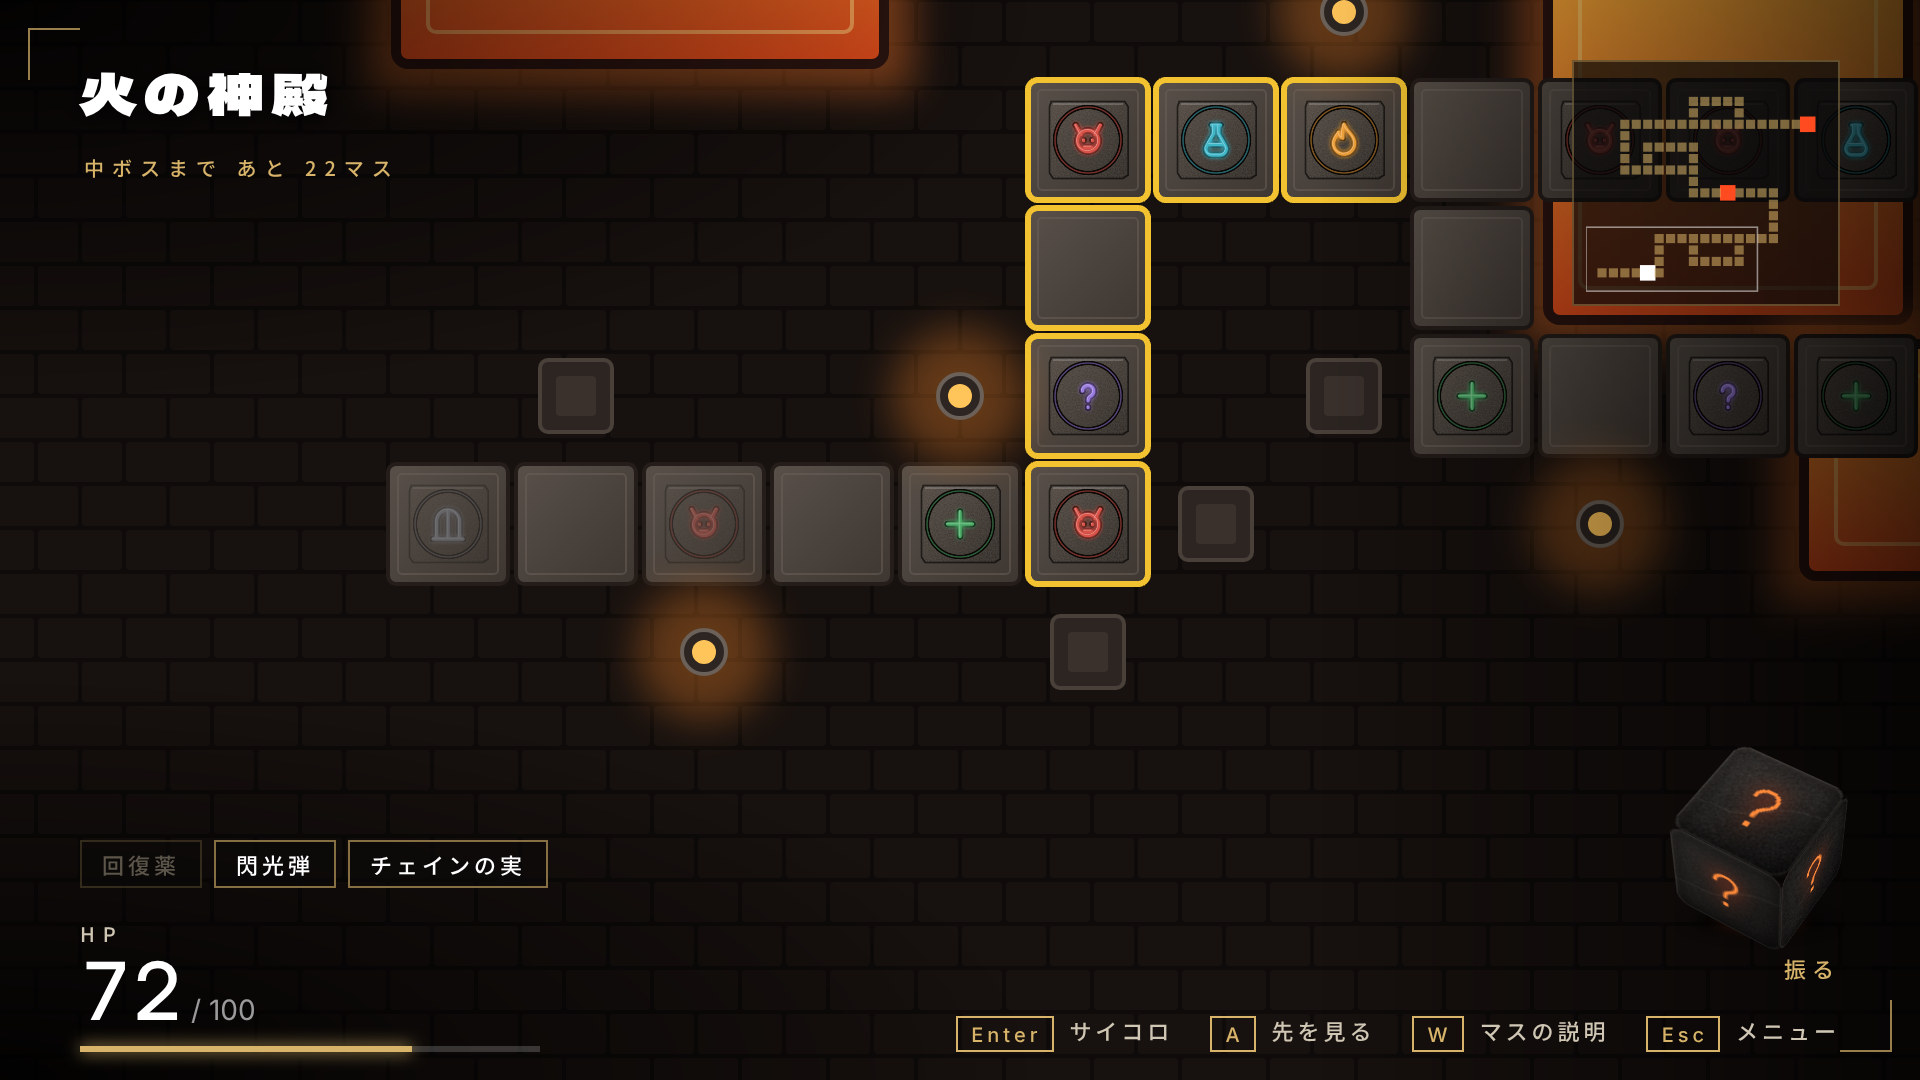 火の神殿
中ボスまで あと 22マス
?
?
?
?
?
?
回復薬
閃光弾
チェインの実
HP
72 / 100
振る
Enter サイコロ
A 先を見る
W マスの説明
Esc メニュー